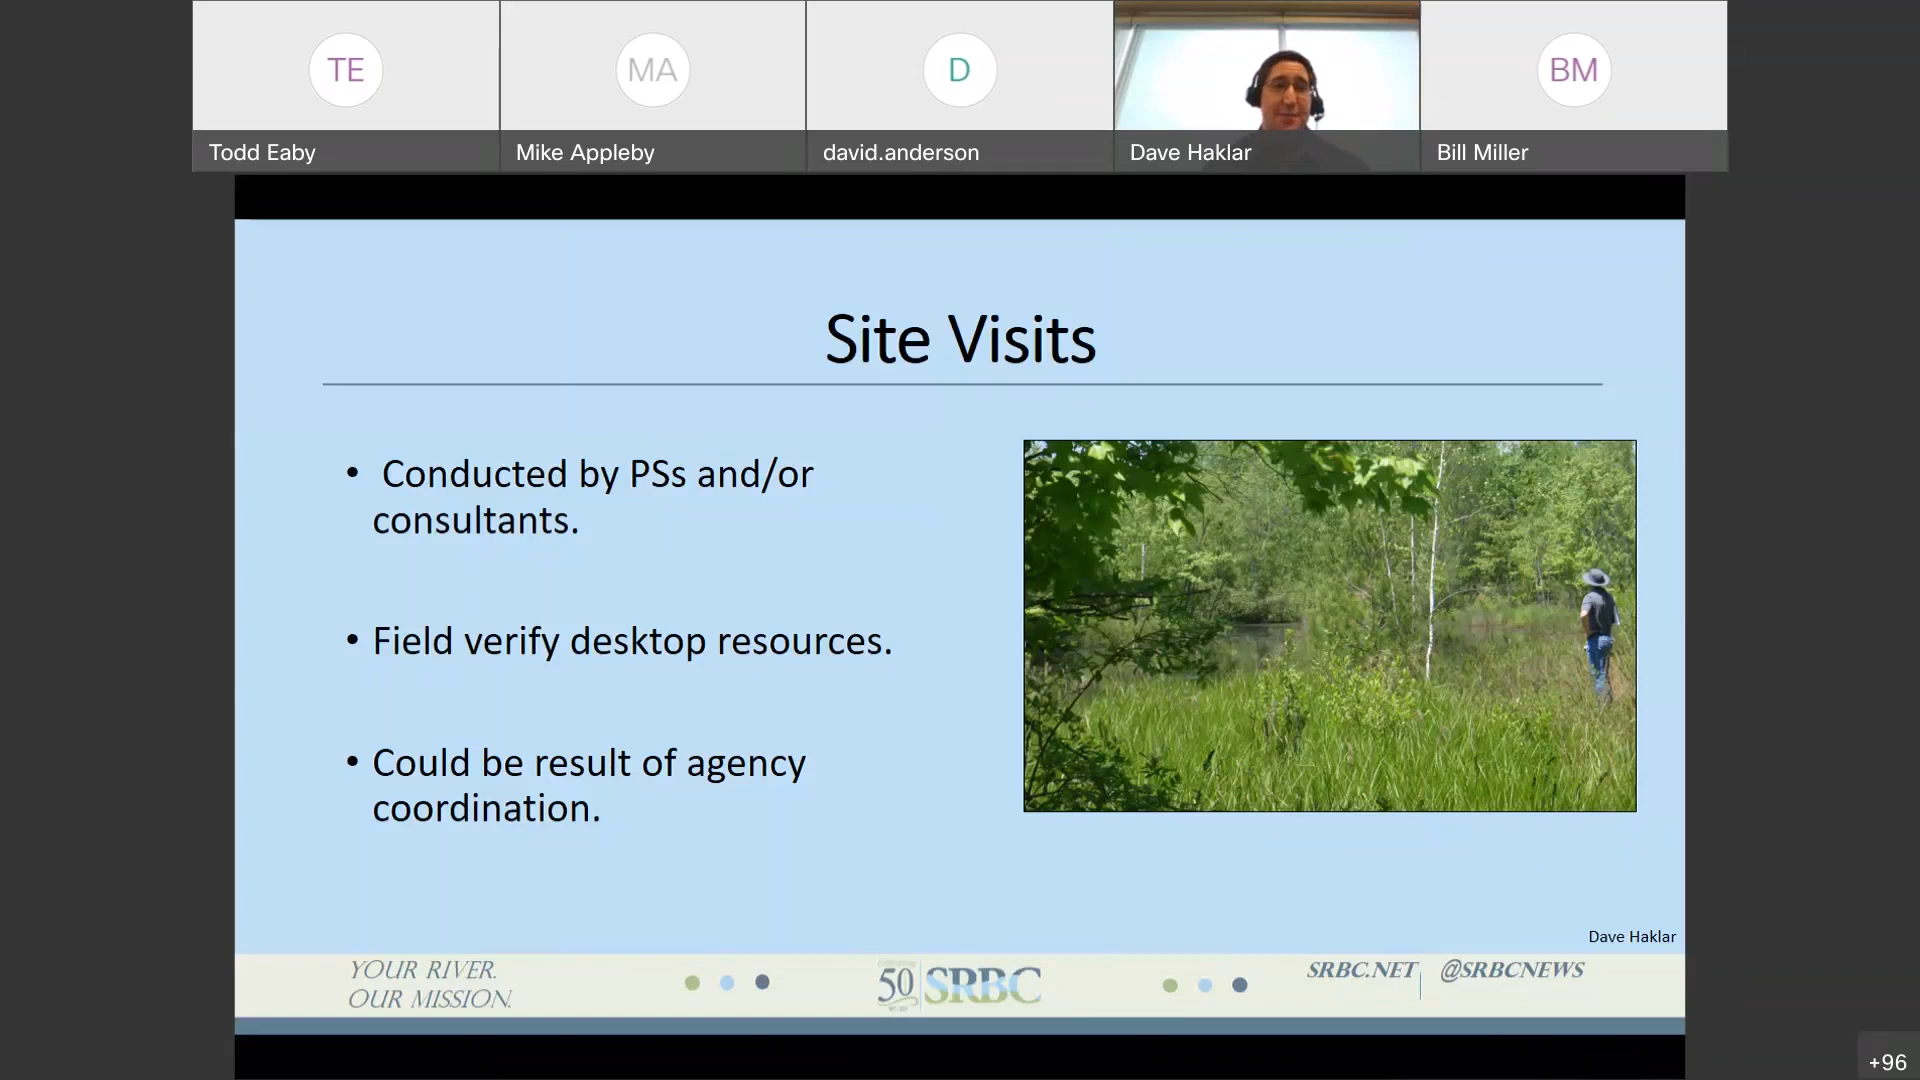 TE
MA
D
BM
Todd Eaby
Mike Appleby
david.anderson
Dave Haklar
Bill Miller
Site Visits
• Conducted by PSs and/or
consultants.
• Field verify desktop resources.
• Could be result of agency
coordination.
Dave Haklar
YOUR RIVER.
OUR MISSION.
50 SRBC
SRBC.NET
@SRBCNEWS
+96